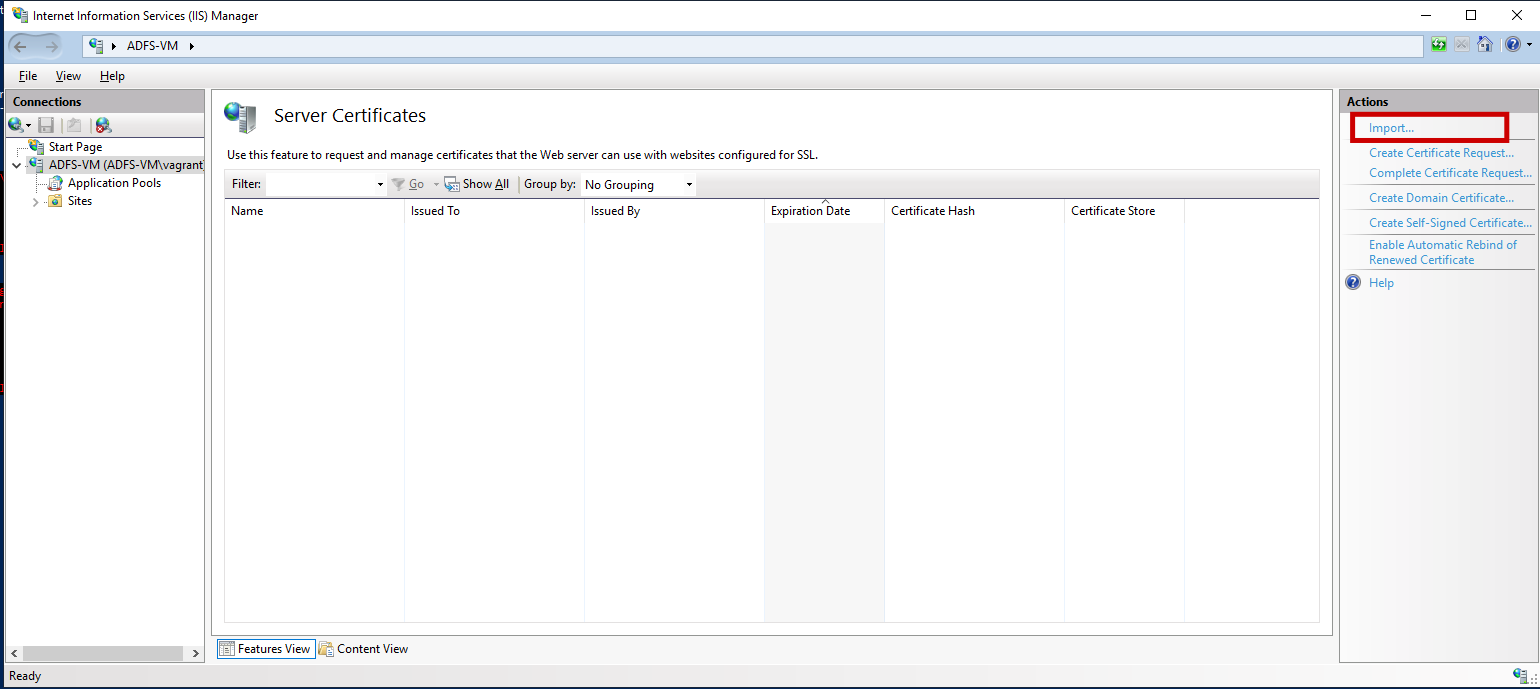 Internet Information Services (IIS) Manager
ADFS-VM
File View Help
Connections
Start Page
ADFS-VM (ADFS-VM\vagrant
Application Pools
Sites
Server Certificates
Use this feature to request and manage certificates that the Web server can use with websites configured for SSL.
Filter: Go Show All Group by: No Grouping
Name Issued To Issued By Expiration Date Certificate Hash Certificate Store
Features View Content View
Actions
Import...
Create Certificate Request...
Complete Certificate Request...
Create Domain Certificate...
Create Self-Signed Certificate...
Enable Automatic Rebind of
Renewed Certificate
Help
Ready